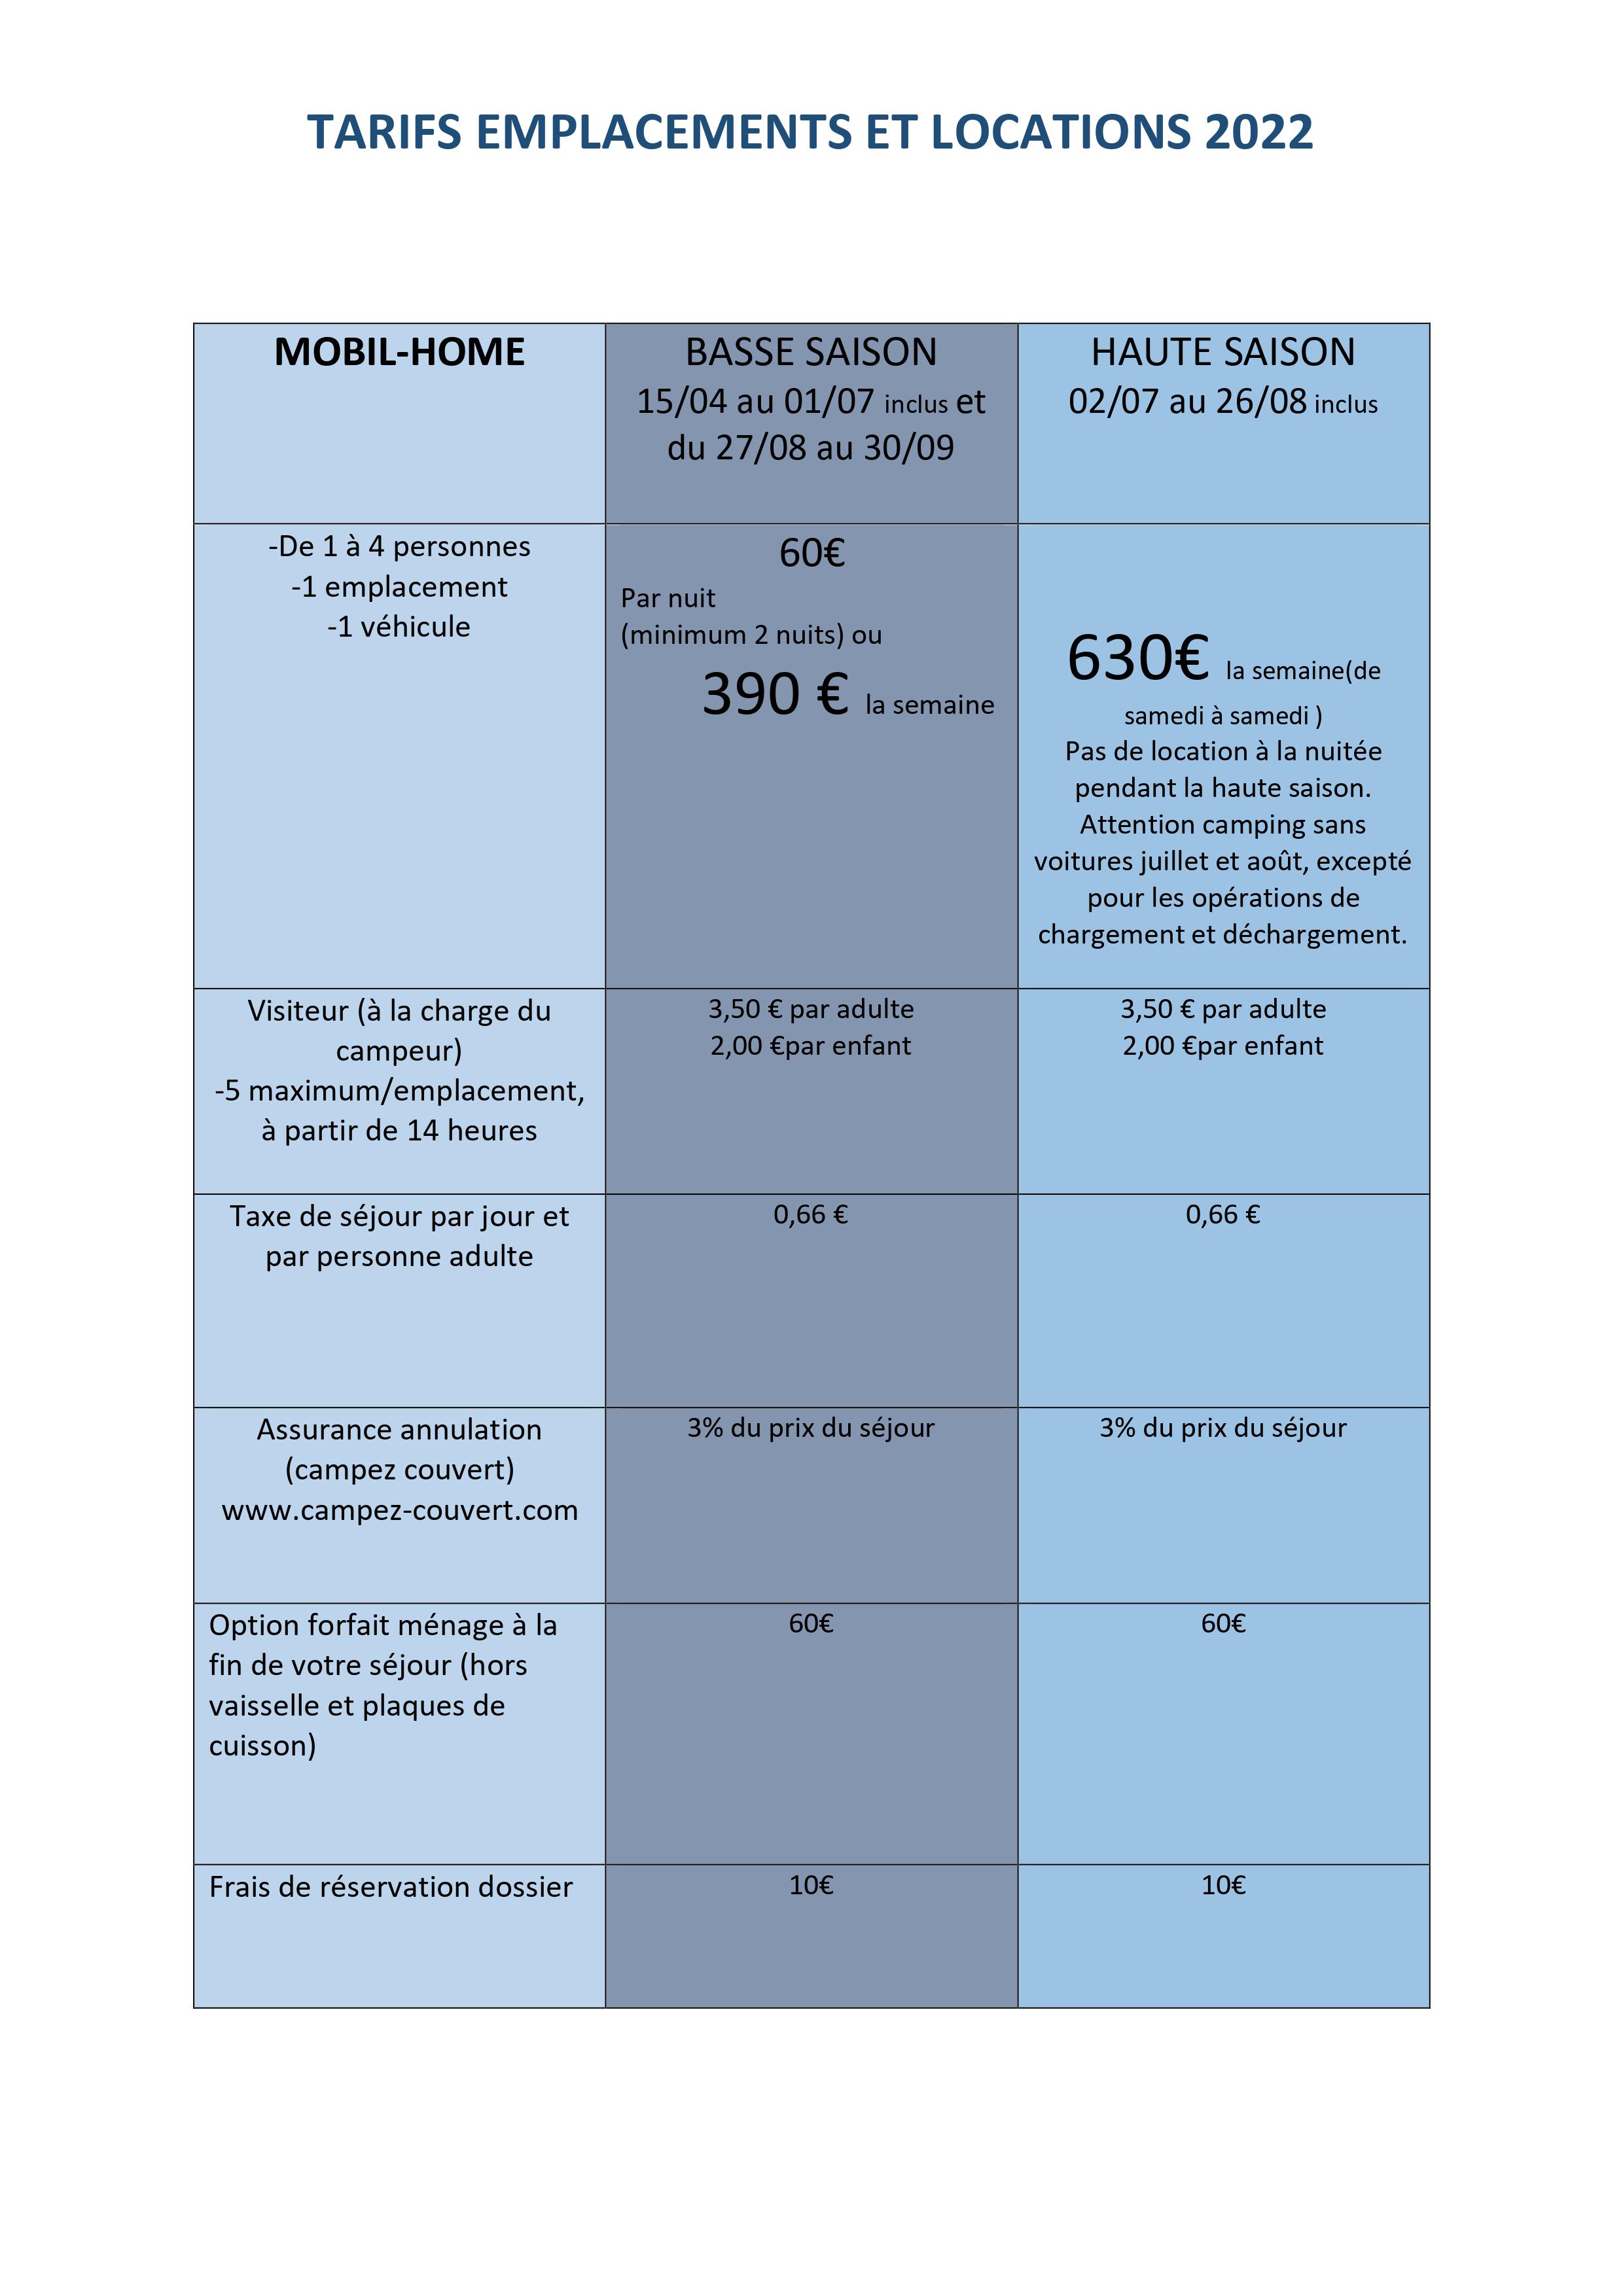 TARIFS EMPLACEMENTS ET LOCATIONS 2022
MOBIL-HOME
BASSE SAISON
15/04 au 01/07 inclus et
du 27/08 au 30/09
HAUTE SAISON
02/07 au 26/08 inclus
-De 1 à 4 personnes
-1 emplacement
-1 véhicule
60€
Par nuit
(minimum 2 nuits) ou
390 € la semaine
630€ la semaine(de
samedi à samedi )
Pas de location à la nuitée
pendant la haute saison.
Attention camping sans
voitures juillet et août, excepté
pour les opérations de
chargement et déchargement.
Visiteur (à la charge du
campeur)
-5 maximum/emplacement,
à partir de 14 heures
3,50 € par adulte
2,00 €par enfant
3,50 € par adulte
2,00 €par enfant
Taxe de séjour par jour et
par personne adulte
0,66 €
0,66 €
Assurance annulation
(campez couvert)
www.campez-couvert.com
3% du prix du séjour
3% du prix du séjour
Option forfait ménage à la
fin de votre séjour (hors
vaisselle et plaques de
cuisson)
60€
60€
Frais de réservation dossier
10€
10€